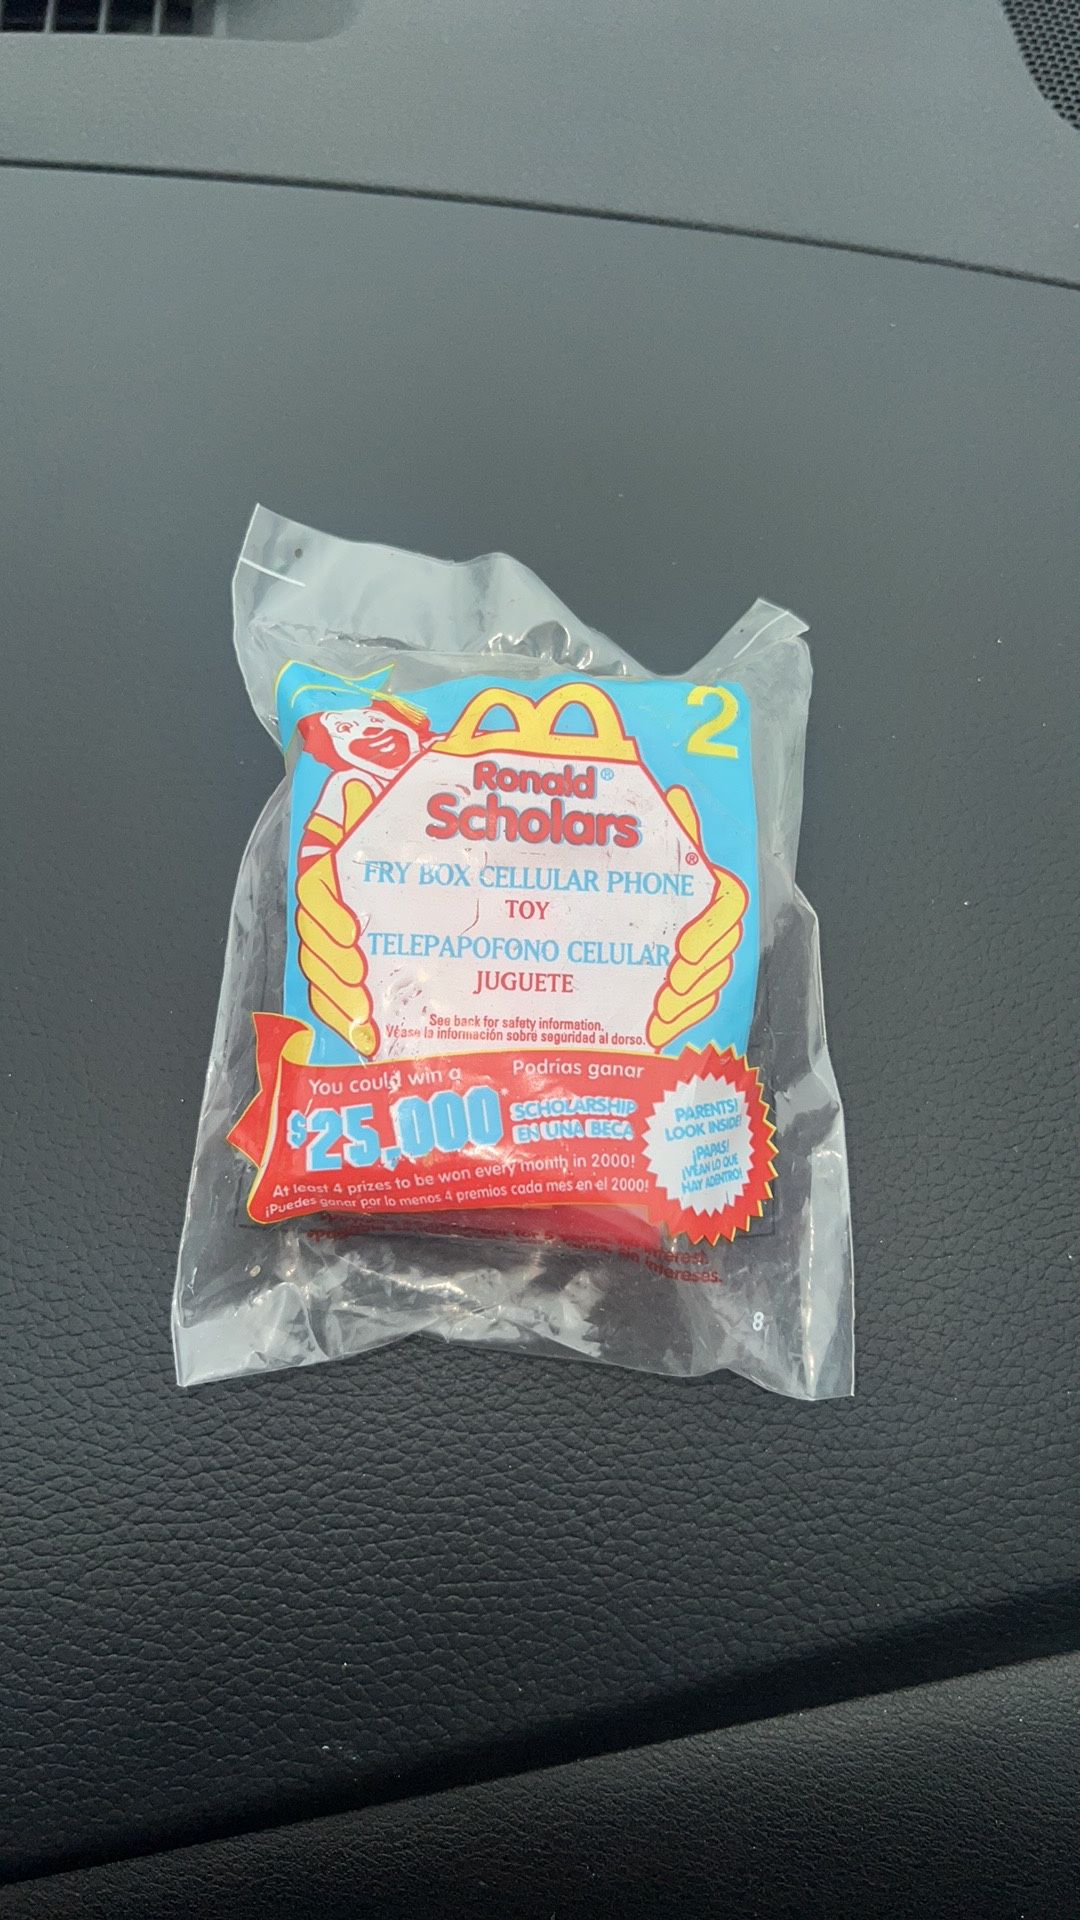 2
Ronald®
Scholars®
FRY BOX CELLULAR PHONE
TOY
TELEPAPOFONO CELULAR
JUGUETE
See back for safety information.
Véase la información sobre seguridad al dorso.
You could win a Podrías ganar
$25,000 SCHOLARSHIP
EN UNA BECA
At least 4 prizes to be won every month in 2000!
¡Puedes ganar por lo menos 4 premios cada mes en el 2000!
PARENTS!
LOOK INSIDE!
¡PAPAS!
¡VEAN LO QUE
HAY ADENTRO!
interest.
sin intereses.
8